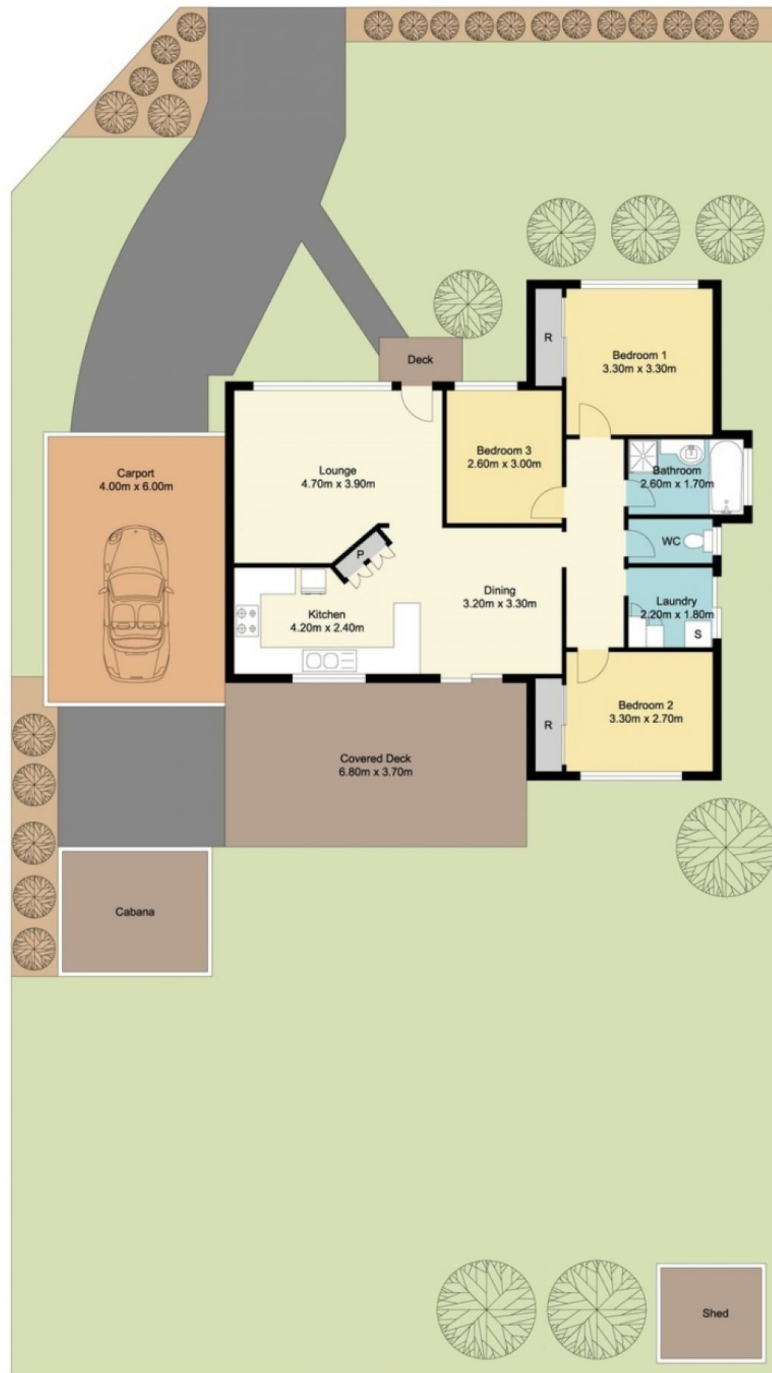 Deck
R
Bedroom 1
3.30m x 3.30m
Carport
4.00m x 6.00m
Lounge
4.70m x 3.90m
Bedroom 3
2.60m x 3.00m
Bathroom
2.60m x 1.70m
WC
P
Kitchen
4.20m x 2.40m
Dining
3.20m x 3.30m
Laundry
2.20m x 1.80m
S
R
Bedroom 2
3.30m x 2.70m
Covered Deck
6.80m x 3.70m
Cabana
Shed